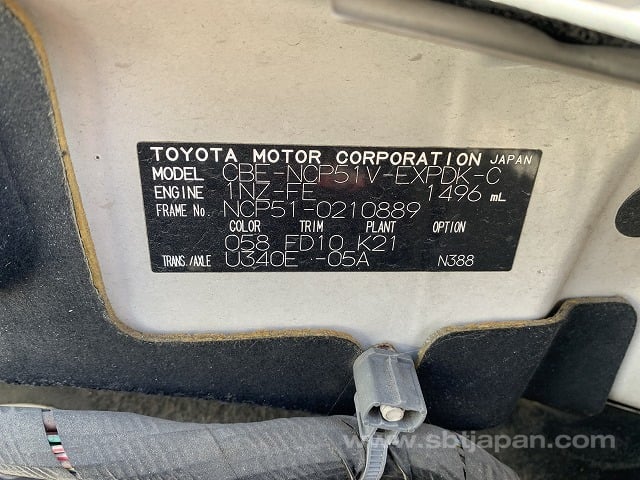 TOYOTA MOTOR CORPORATION JAPAN
MODEL CBE-NCP51V-EXPDK-C
ENGINE 1NZ-FE 1496 mL
FRAME No. NCP51-0210889
COLOR TRIM PLANT OPTION
058 FD10 K21
TRANS./AXLE U340E -05A N388
www.sbtjapan.com